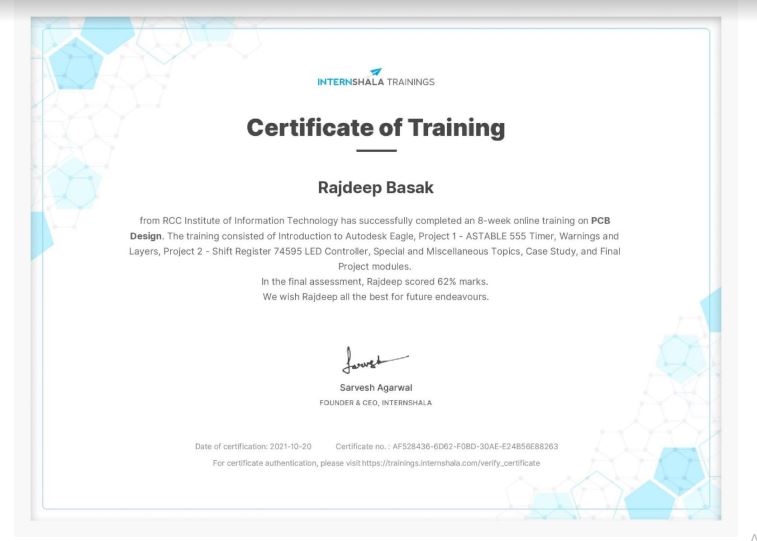 INTERNSHALA TRAININGS
Certificate of Training
Rajdeep Basak
from RCC Institute of Information Technology has successfully completed an 8-week online training on PCB
Design. The training consisted of Introduction to Autodesk Eagle, Project 1 - ASTABLE 555 Timer, Warnings and
Layers, Project 2 - Shift Register 74595 LED Controller, Special and Miscellaneous Topics, Case Study, and Final
Project modules.
In the final assessment, Rajdeep scored 62% marks.
We wish Rajdeep all the best for future endeavours.
Sarvesh
Sarvesh Agarwal
FOUNDER & CEO, INTERNSHALA
Date of certification: 2021-10-20 Certificate no. : AF528436-6D62-F0BD-30AE-E24B56E88263
For certificate authentication, please visit https://trainings.internshala.com/verify_certificate